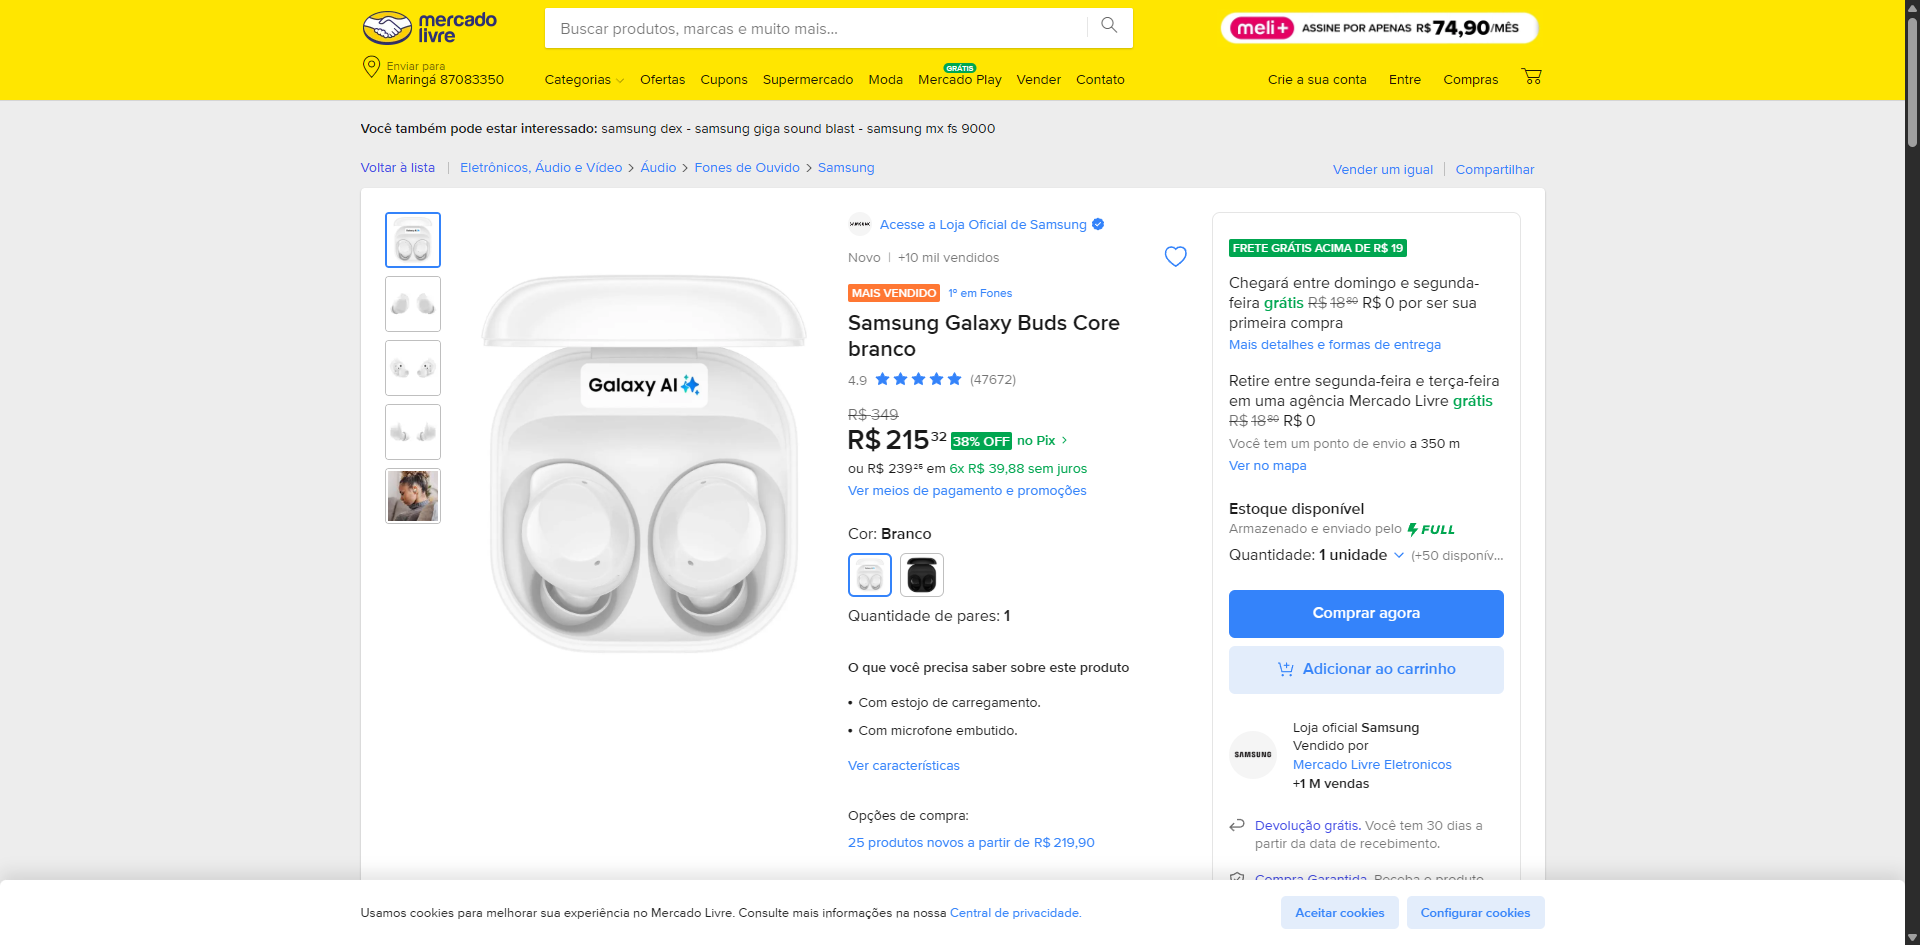 mercado
livre
Buscar produtos, marcas e muito mais...
meli+ ASSINE POR APENAS R$ 74,90/MÊS
Enviar para
Maringá 87083350
Categorias
Ofertas
Cupons
Supermercado
Moda
GRÁTIS
Mercado Play
Vender
Contato
Crie a sua conta
Entre
Compras
Você também pode estar interessado: samsung dex - samsung giga sound blast - samsung mx fs 9000
Voltar à lista | Eletrônicos, Áudio e Vídeo > Áudio > Fones de Ouvido > Samsung
Vender um igual | Compartilhar
Galaxy AI
SAMSUNG Acesse a Loja Oficial de Samsung
Novo | +10 mil vendidos
MAIS VENDIDO 1º em Fones
Samsung Galaxy Buds Core
branco
4.9 (47672)
R$ 349
R$ 215 32 38% OFF no Pix >
ou R$ 239 25 em 6x R$ 39,88 sem juros
Ver meios de pagamento e promoções
Cor: Branco
Quantidade de pares: 1
O que você precisa saber sobre este produto
• Com estojo de carregamento.
• Com microfone embutido.
Ver características
Opções de compra:
25 produtos novos a partir de R$ 219,90
FRETE GRÁTIS ACIMA DE R$ 19
Chegará entre domingo e segunda-
feira grátis R$ 18 80 R$ 0 por ser sua
primeira compra
Mais detalhes e formas de entrega
Retire entre segunda-feira e terça-feira
em uma agência Mercado Livre grátis
R$ 18 80 R$ 0
Você tem um ponto de envio a 350 m
Ver no mapa
Estoque disponível
Armazenado e enviado pelo FULL
Quantidade: 1 unidade (+50 disponív...
Comprar agora
Adicionar ao carrinho
SAMSUNG
Loja oficial Samsung
Vendido por
Mercado Livre Eletronicos
+1 M vendas
Devolução grátis. Você tem 30 dias a
partir da data de recebimento.
Compra Garantida. Receba o produto
Usamos cookies para melhorar sua experiência no Mercado Livre. Consulte mais informações na nossa Central de privacidade.
Aceitar cookies
Configurar cookies